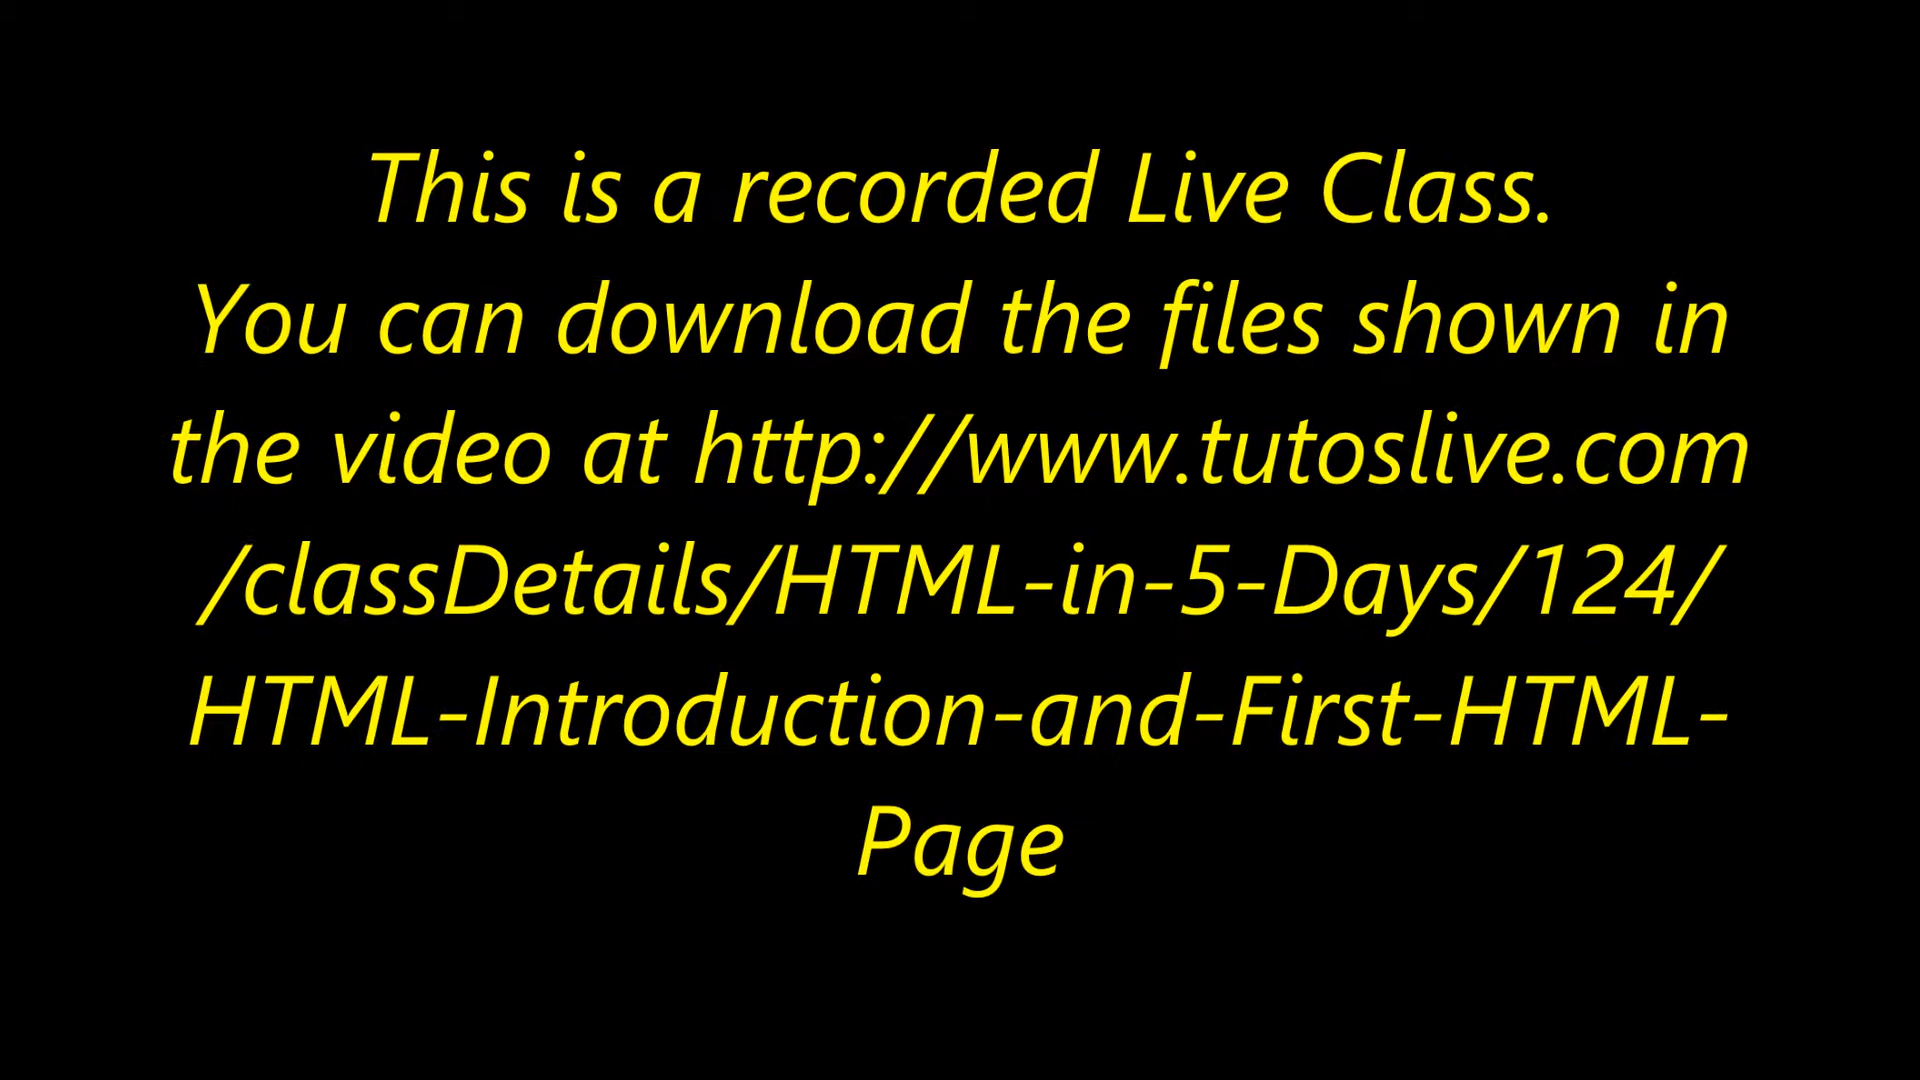 This is a recorded Live Class.
You can download the files shown in
the video at http://www.tutoslive.com
/classDetails/HTML-in-5-Days/124/
HTML-Introduction-and-First-HTML-
Page